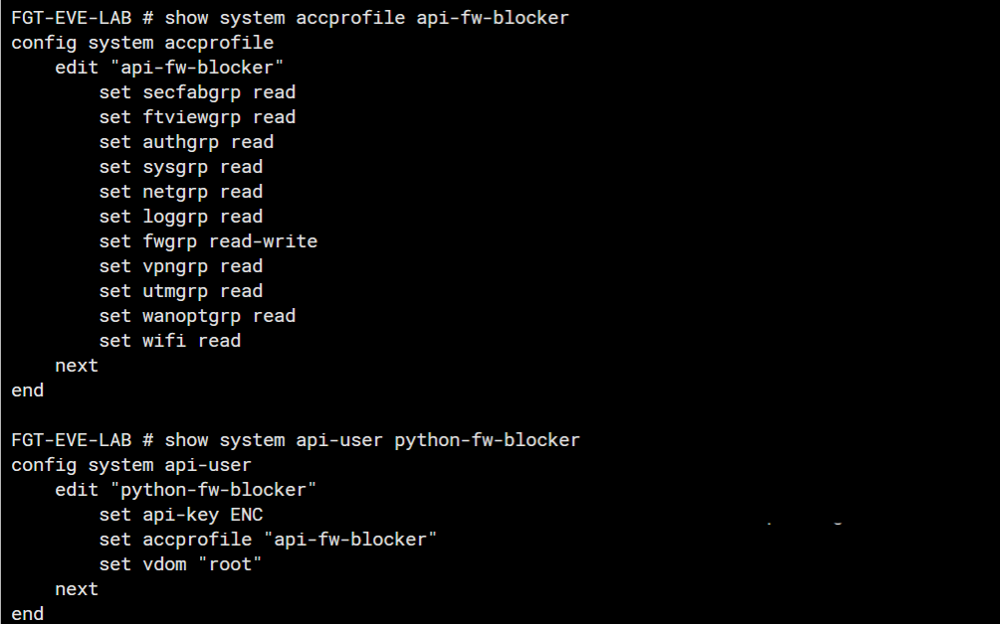 FGT-EVE-LAB # show system accprofile api-fw-blocker
config system accprofile
    edit "api-fw-blocker"
        set secfabgrp read
        set ftviewgrp read
        set authgrp read
        set sysgrp read
        set netgrp read
        set loggrp read
        set fwgrp read-write
        set vpngrp read
        set utmgrp read
        set wanoptgrp read
        set wifi read
    next
end

FGT-EVE-LAB # show system api-user python-fw-blocker
config system api-user
    edit "python-fw-blocker"
        set api-key ENC
        set accprofile "api-fw-blocker"
        set vdom "root"
    next
end